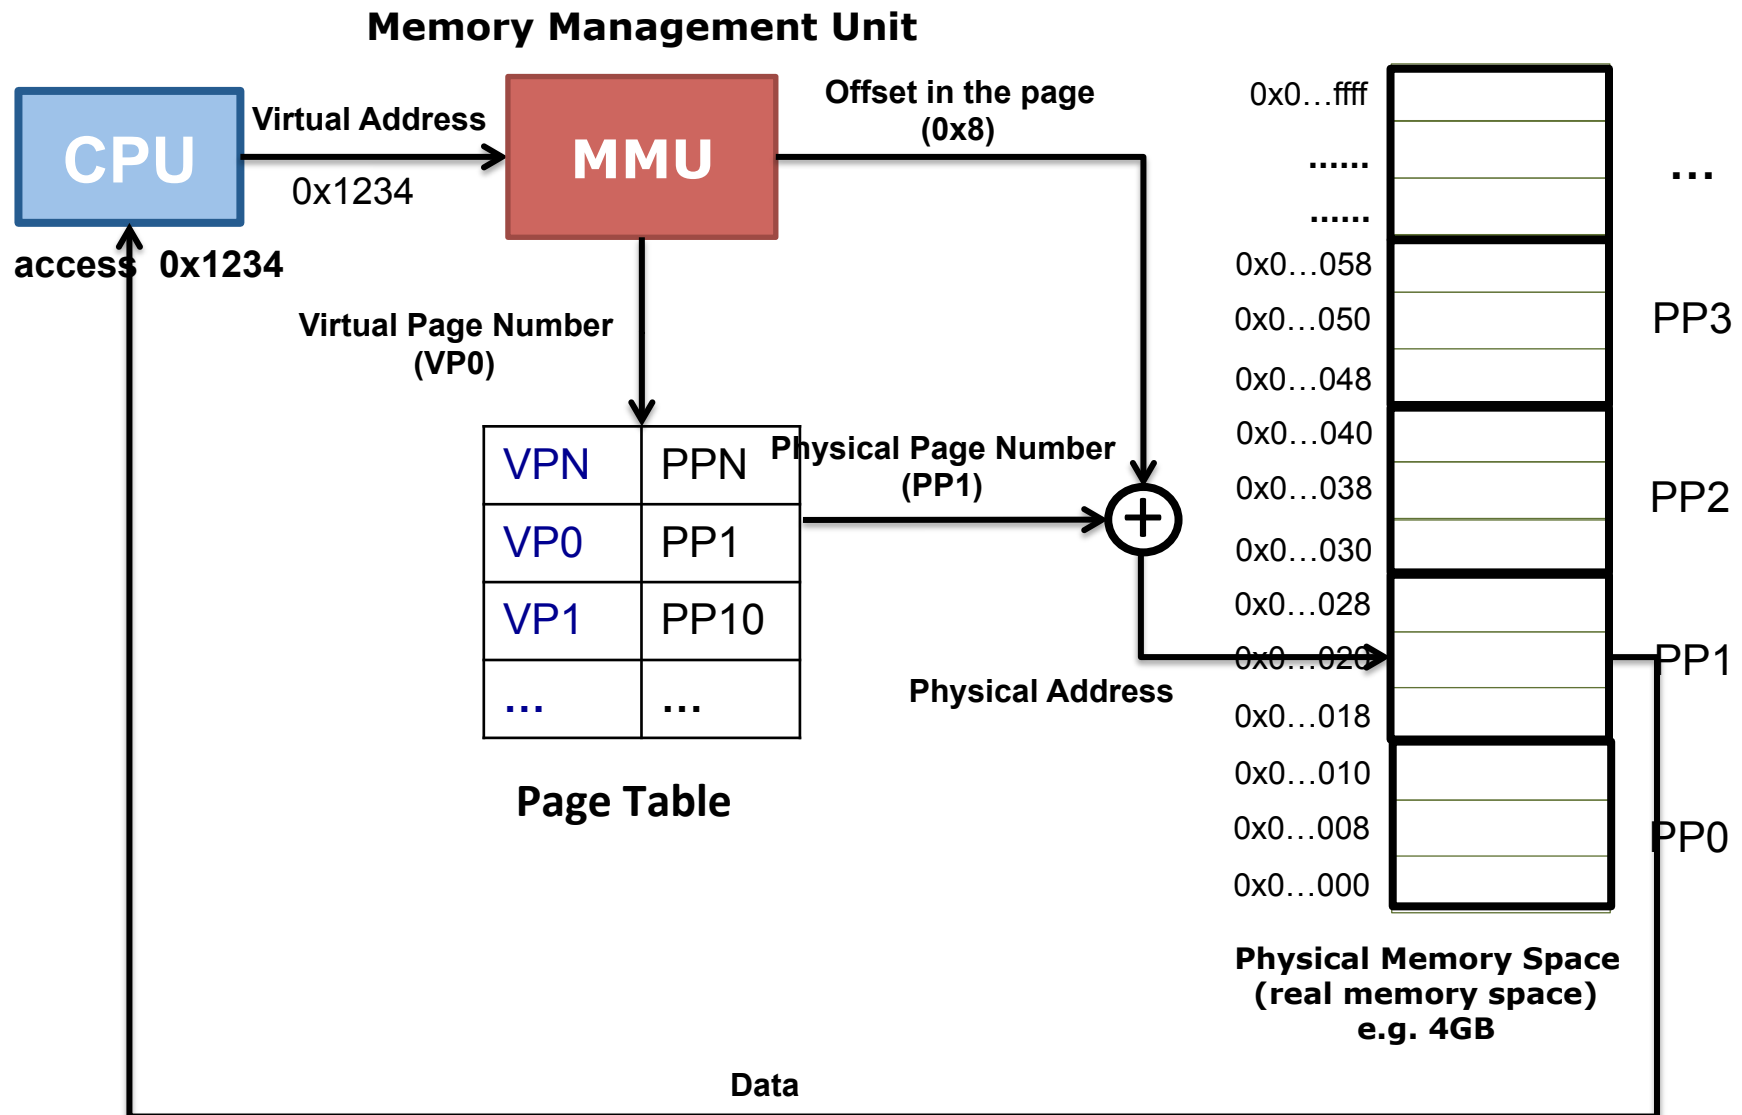 Memory Management Unit
CPU
Virtual Address
0x1234
MMU
Offset in the page
(0x8)
access 0x1234
Virtual Page Number
(VP0)
VPN PPN
VP0 PP1
VP1 PP10
... ...
Page Table
Physical Page Number
(PP1)
+
Physical Address
0x0...ffff
......
......
...
0x0...058
0x0...050
0x0...048
PP3
0x0...040
0x0...038
0x0...030
PP2
0x0...028
0x0...020
0x0...018
PP1
0x0...010
0x0...008
0x0...000
PP0
Physical Memory Space
(real memory space)
e.g. 4GB
Data